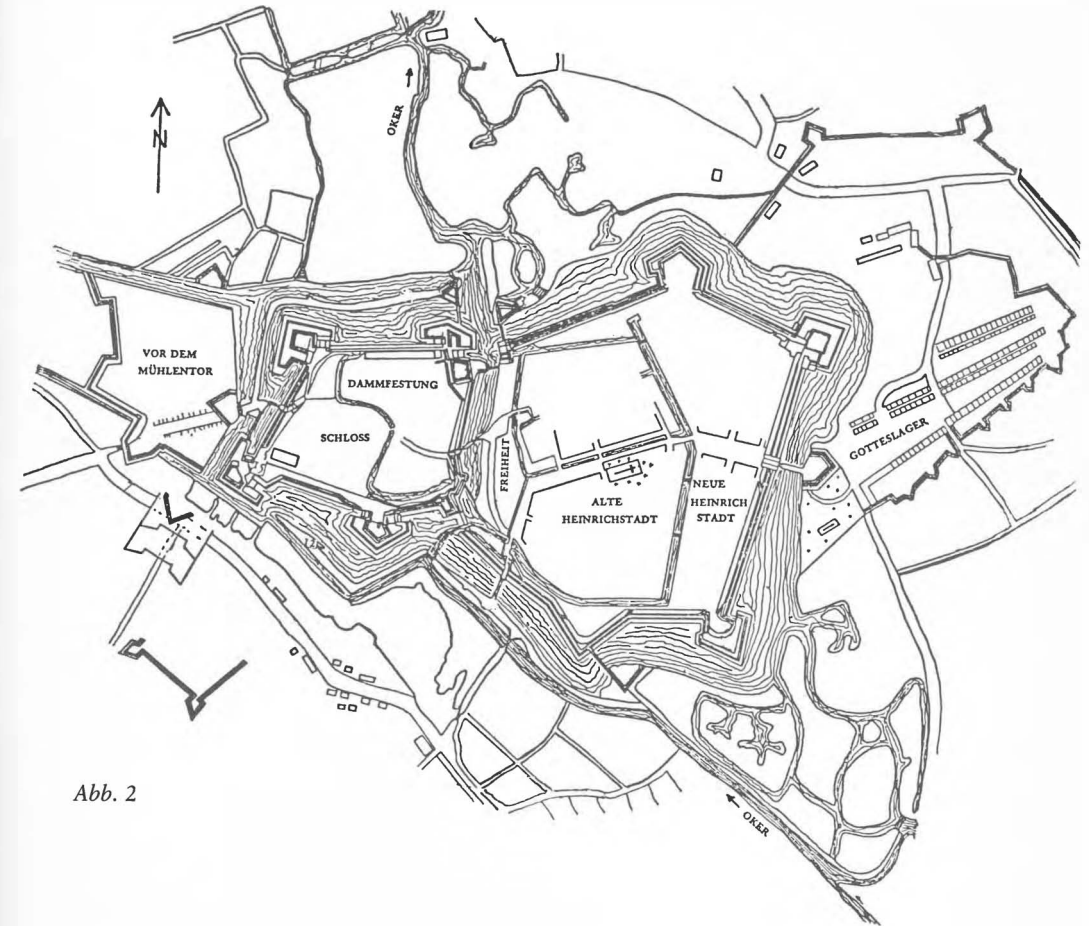 OKER
N
VOR DEM
MÜHLENTOR
DAMMFESTUNG
SCHLOSS
FREIHEIT
GOTTESLAGER
ALTE
HEINRICHSTADT
NEUE
HEINRICH
STADT
OKER
Abb. 2